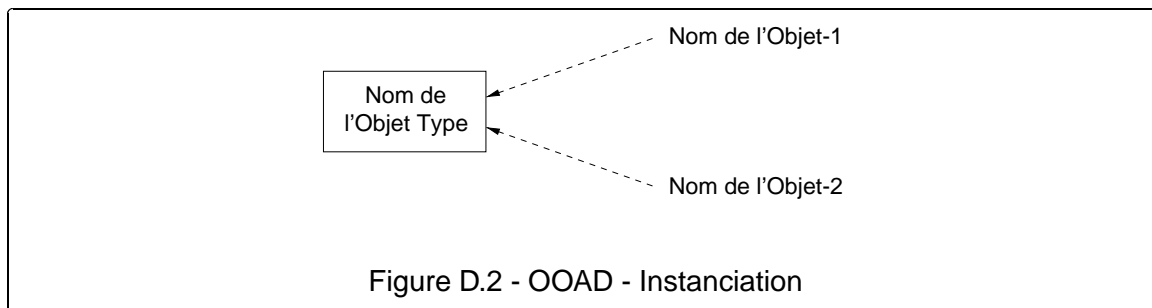 Nom de l'Objet-1
Nom de
l'Objet Type
Nom de l'Objet-2
Figure D.2 - OOAD - Instanciation